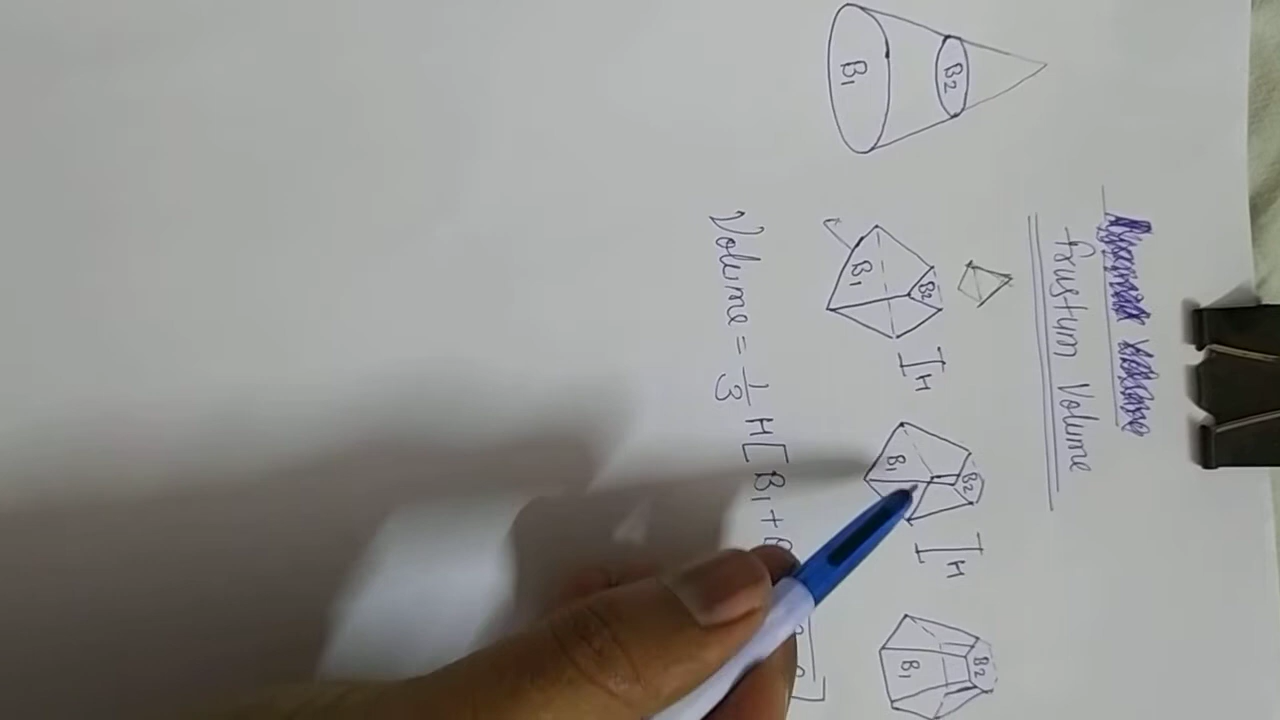 frustum Volume
B1 B2
B1 B2 H
B1 B2 H
B1 B2
Volume = 1/3 H [ B1 +